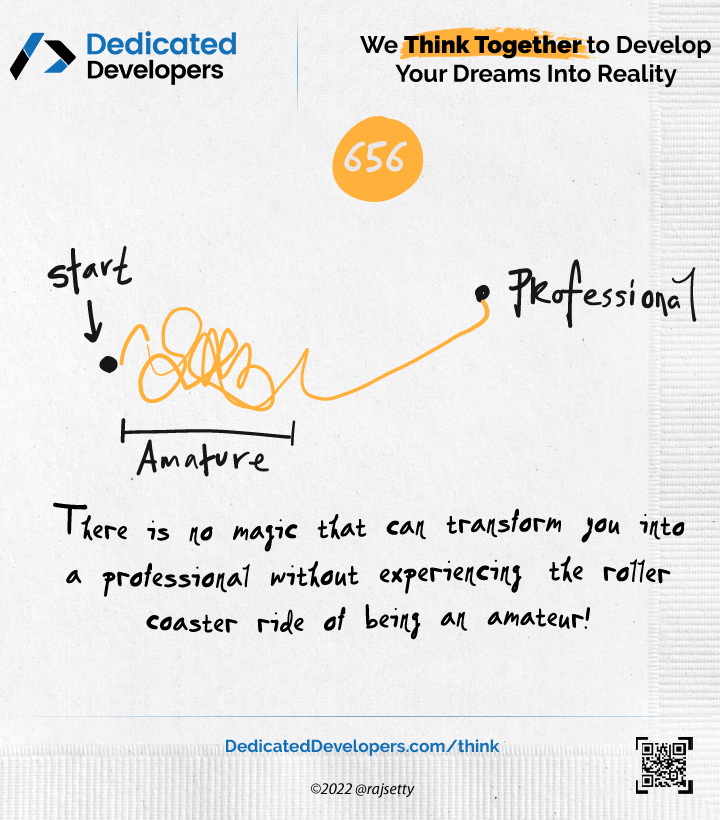 Dedicated
Developers
We Think Together to Develop
Your Dreams Into Reality
656
start
Professional
Amature
There is no magic that can transform you into
a professional without experiencing the roller
coaster ride of being an amateur!
DedicatedDevelopers.com/think
©2022 @rajsetty